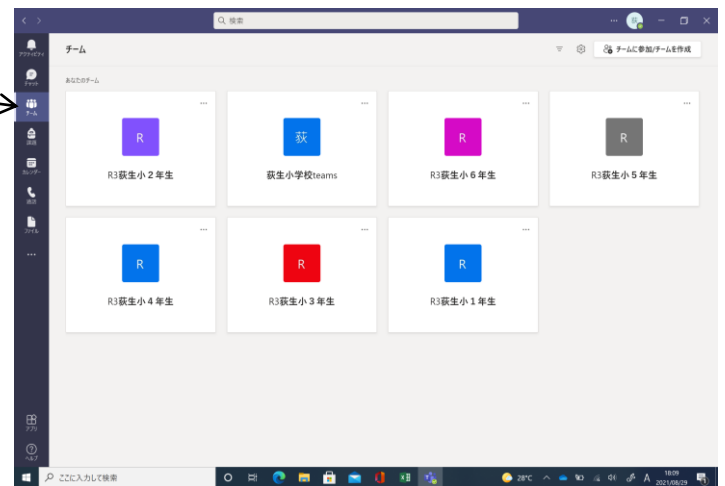 検索
荻
アクティビティ
チャット
チーム
課題
カレンダー
通話
ファイル
アプリ
ヘルプ
チーム
チームに参加/チームを作成
あなたのチーム
R
R3荻生小２年生
荻
荻生小学校teams
R
R3荻生小６年生
R
R3荻生小５年生
R
R3荻生小４年生
R
R3荻生小３年生
R
R3荻生小１年生
ここに入力して検索
28°C
A
18:09
2021/08/29